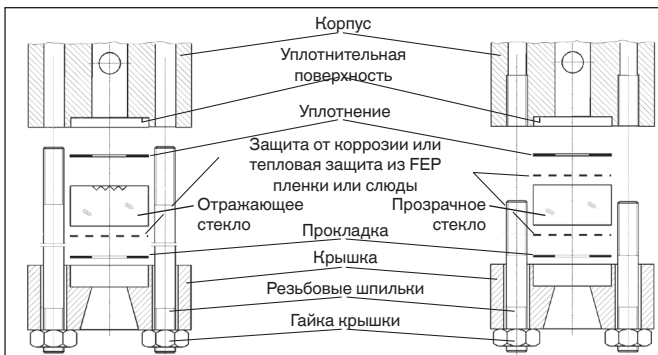 Корпус
Уплотнительная
поверхность
Уплотнение
Защита от коррозии или
тепловая защита из FEP
пленки или слюды
Отражающее
стекло
Прозрачное
стекло
Прокладка
Крышка
Резьбовые шпильки
Гайка крышки